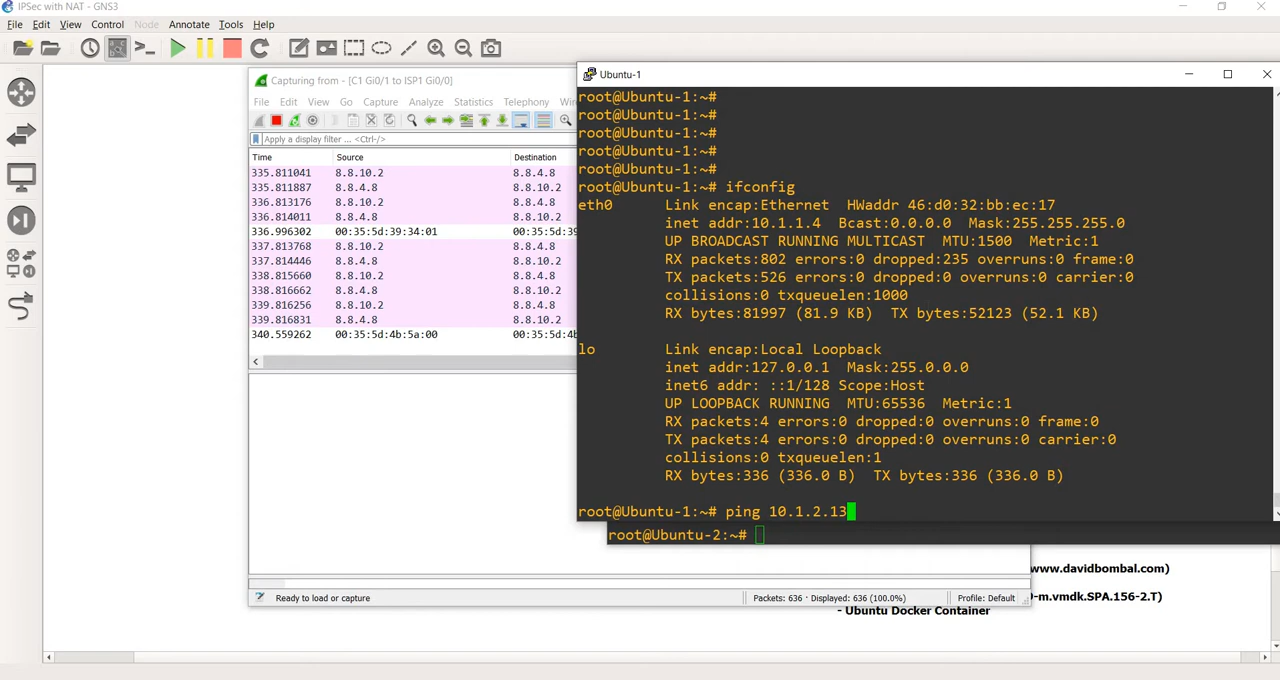 IPSec with NAT - GNS3
File Edit View Control Node Annotate Tools Help
Capturing from - [C1 Gi0/1 to ISP1 Gi0/0]
File Edit View Go Capture Analyze Statistics Telephony
Apply a display filter ... <Ctrl-/>
Time Source Destination
335.811041 8.8.10.2 8.8.4.8
335.811887 8.8.4.8 8.8.10.2
336.813176 8.8.10.2 8.8.4.8
336.814011 8.8.4.8 8.8.10.2
336.996302 00:35:5d:39:34:01 00:35:5d:39
337.813768 8.8.10.2 8.8.4.8
337.814446 8.8.4.8 8.8.10.2
338.815660 8.8.10.2 8.8.4.8
338.816662 8.8.4.8 8.8.10.2
339.816256 8.8.10.2 8.8.4.8
339.816831 8.8.4.8 8.8.10.2
340.559262 00:35:5d:4b:5a:00 00:35:5d:4b
Ready to load or capture
Packets: 636 · Displayed: 636 (100.0%)
Profile: Default
Ubuntu-1
root@Ubuntu-1:~#
root@Ubuntu-1:~#
root@Ubuntu-1:~#
root@Ubuntu-1:~#
root@Ubuntu-1:~#
root@Ubuntu-1:~# ifconfig
eth0 Link encap:Ethernet HWaddr 46:d0:32:bb:ec:17
inet addr:10.1.1.4 Bcast:0.0.0.0 Mask:255.255.255.0
UP BROADCAST RUNNING MULTICAST MTU:1500 Metric:1
RX packets:802 errors:0 dropped:235 overruns:0 frame:0
TX packets:526 errors:0 dropped:0 overruns:0 carrier:0
collisions:0 txqueuelen:1000
RX bytes:81997 (81.9 KB) TX bytes:52123 (52.1 KB)
lo Link encap:Local Loopback
inet addr:127.0.0.1 Mask:255.0.0.0
inet6 addr: ::1/128 Scope:Host
UP LOOPBACK RUNNING MTU:65536 Metric:1
RX packets:4 errors:0 dropped:0 overruns:0 frame:0
TX packets:4 errors:0 dropped:0 overruns:0 carrier:0
collisions:0 txqueuelen:1
RX bytes:336 (336.0 B) TX bytes:336 (336.0 B)
root@Ubuntu-1:~# ping 10.1.2.13
root@Ubuntu-2:~#
www.davidbombal.com)
-m.vmdk.SPA.156-2.T)
- Ubuntu Docker Container